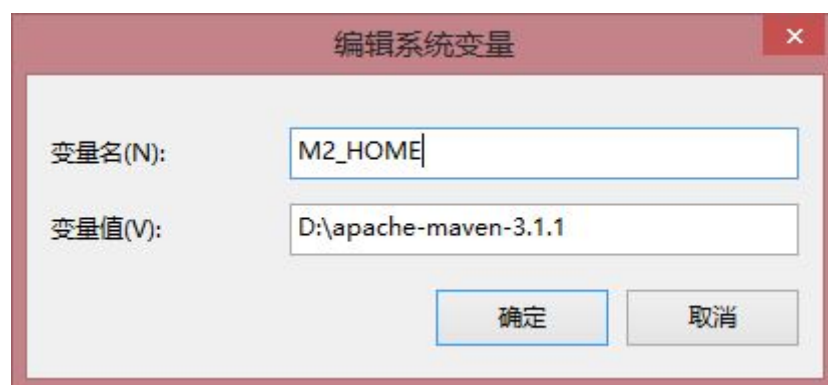 编辑系统变量
变量名(N): M2_HOME
变量值(V): D:\apache-maven-3.1.1
确定 取消